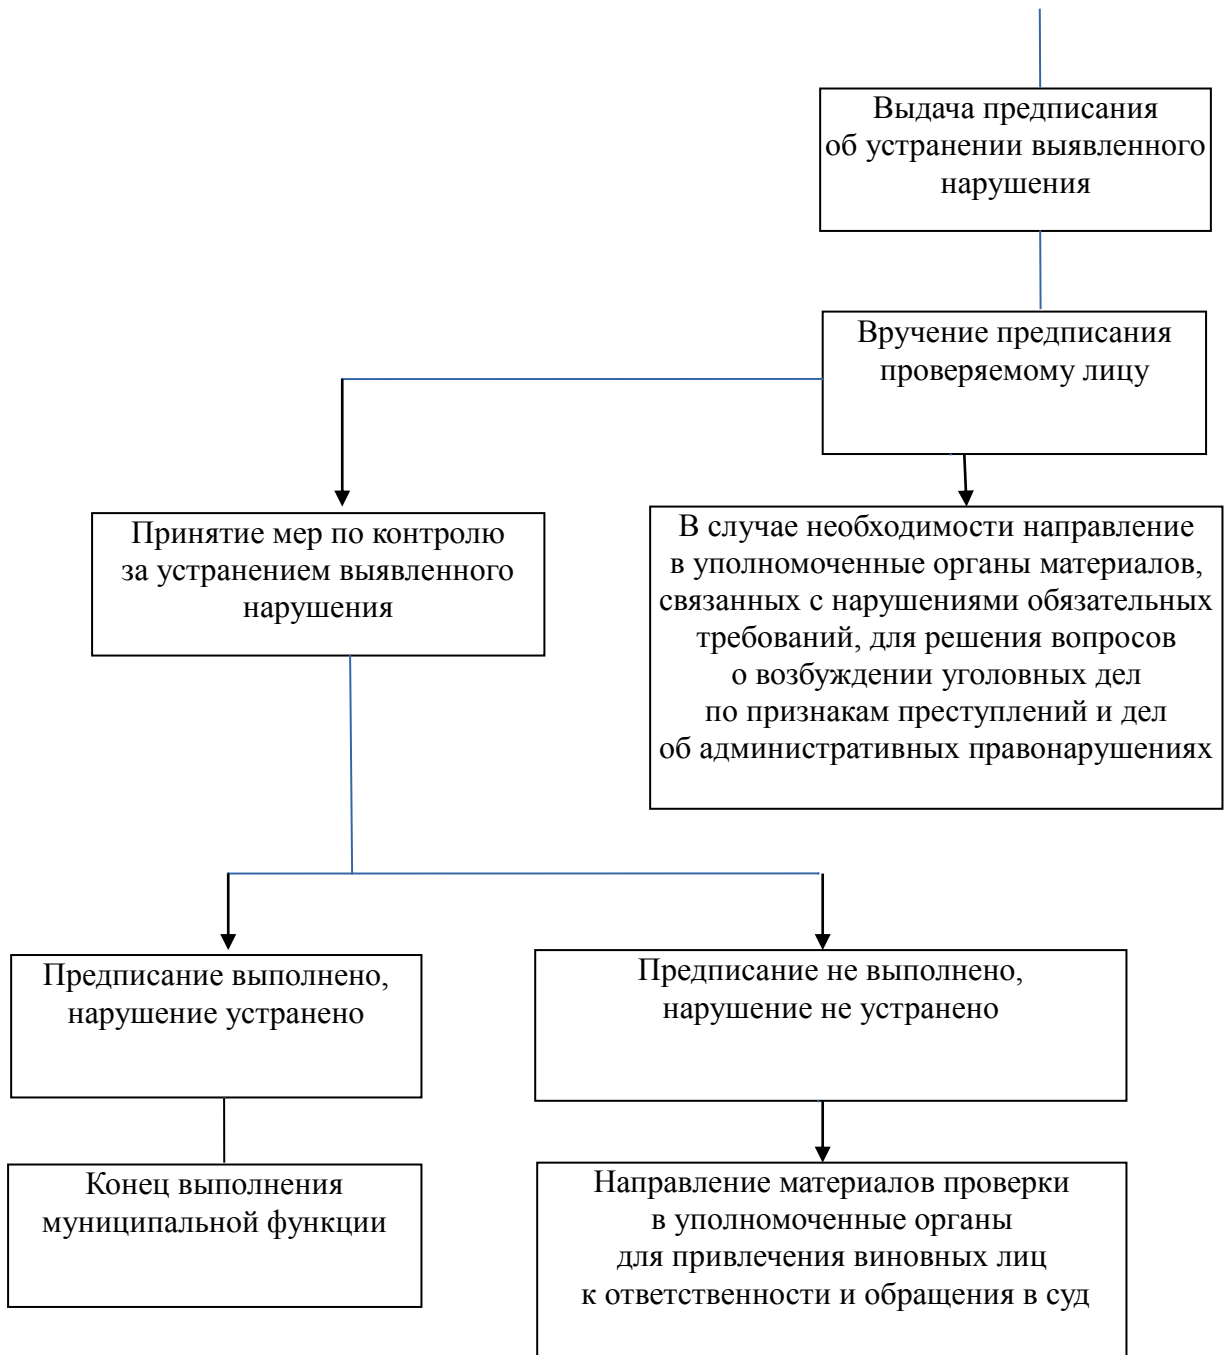 Выдача предписания
об устранении выявленного
нарушения
Вручение предписания
проверяемому лицу
Принятие мер по контролю
за устранением выявленного
нарушения
В случае необходимости направление
в уполномоченные органы материалов,
связанных с нарушениями обязательных
требований, для решения вопросов
о возбуждении уголовных дел
по признакам преступлений и дел
об административных правонарушениях
Предписание выполнено,
нарушение устранено
Предписание не выполнено,
нарушение не устранено
Конец выполнения
муниципальной функции
Направление материалов проверки
в уполномоченные органы
для привлечения виновных лиц
к ответственности и обращения в суд